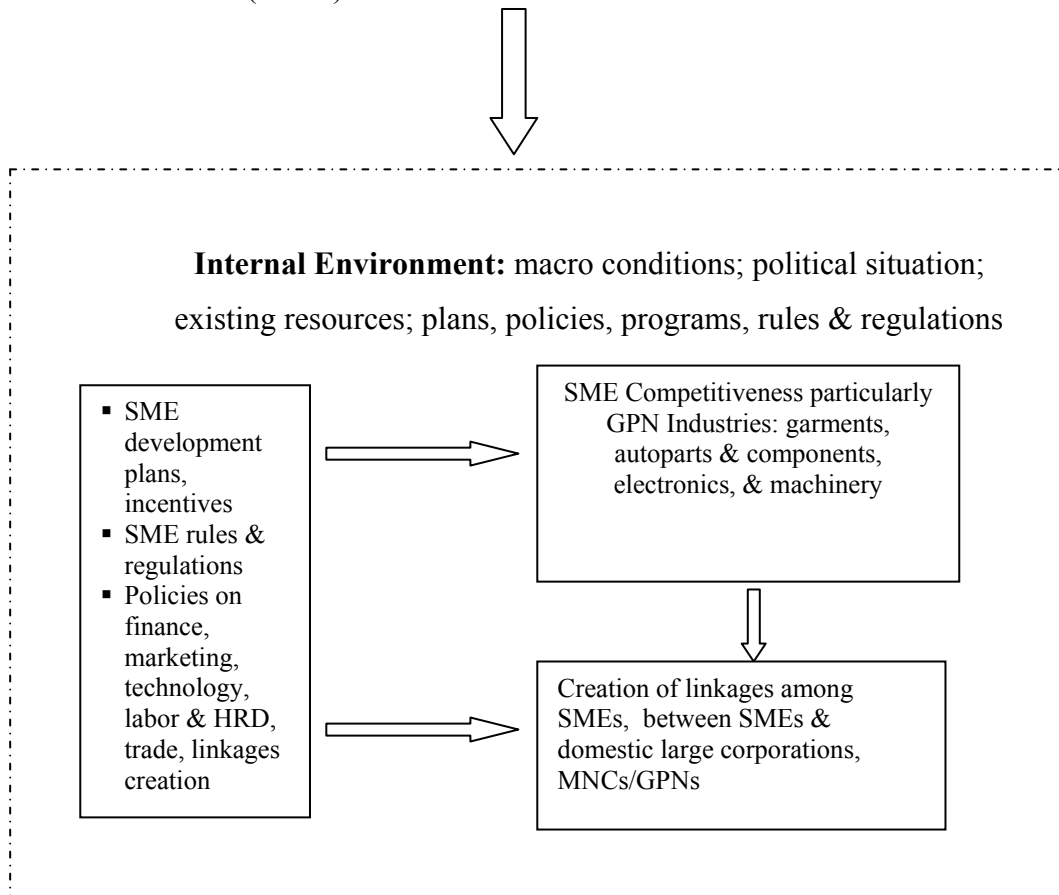 Internal Environment: macro conditions; political situation;
existing resources; plans, policies, programs, rules & regulations
▪ SME
development
plans,
incentives
▪ SME rules &
regulations
▪ Policies on
finance,
marketing,
technology,
labor & HRD,
trade, linkages
creation
SME Competitiveness particularly
GPN Industries: garments,
autoparts & components,
electronics, & machinery
Creation of linkages among
SMEs, between SMEs &
domestic large corporations,
MNCs/GPNs